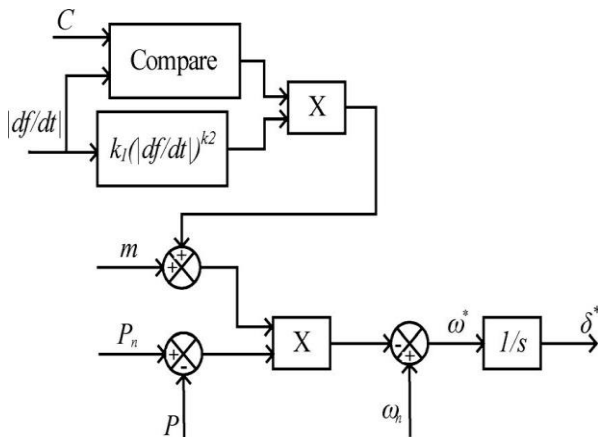 C
Compare
|df/dt|
X
k₁(|df/dt|)ᵏ²
m
+
+
Pₙ
+
-
X
-
+
ω*
1/s
δ*
P
ωₙ